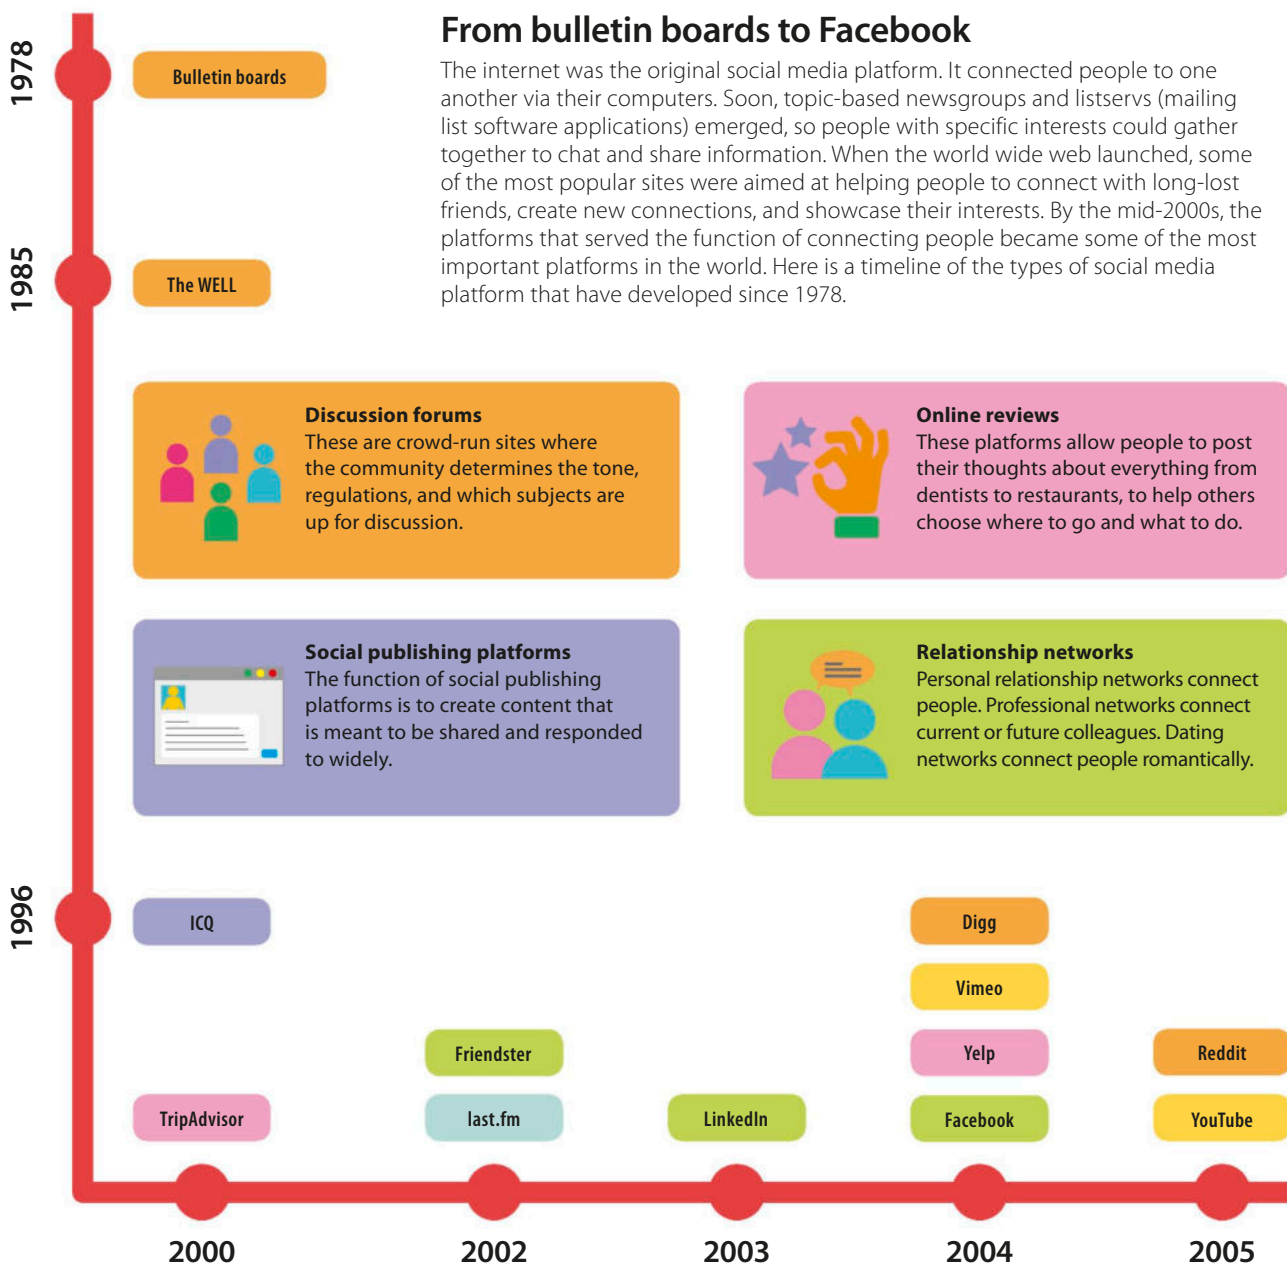 From bulletin boards to Facebook
The internet was the original social media platform. It connected people to one
another via their computers. Soon, topic-based newsgroups and listservs (mailing
list software applications) emerged, so people with specific interests could gather
together to chat and share information. When the world wide web launched, some
of the most popular sites were aimed at helping people to connect with long-lost
friends, create new connections, and showcase their interests. By the mid-2000s, the
platforms that served the function of connecting people became some of the most
important platforms in the world. Here is a timeline of the types of social media
platform that have developed since 1978.
1978
Bulletin boards
1985
The WELL
Discussion forums
These are crowd-run sites where
the community determines the tone,
regulations, and which subjects are
up for discussion.
Online reviews
These platforms allow people to post
their thoughts about everything from
dentists to restaurants, to help others
choose where to go and what to do.
Social publishing platforms
The function of social publishing
platforms is to create content that
is meant to be shared and responded
to widely.
Relationship networks
Personal relationship networks connect
people. Professional networks connect
current or future colleagues. Dating
networks connect people romantically.
1996
ICQ
Digg
Vimeo
Friendster
Yelp
Reddit
TripAdvisor
last.fm
LinkedIn
Facebook
YouTube
2000
2002
2003
2004
2005